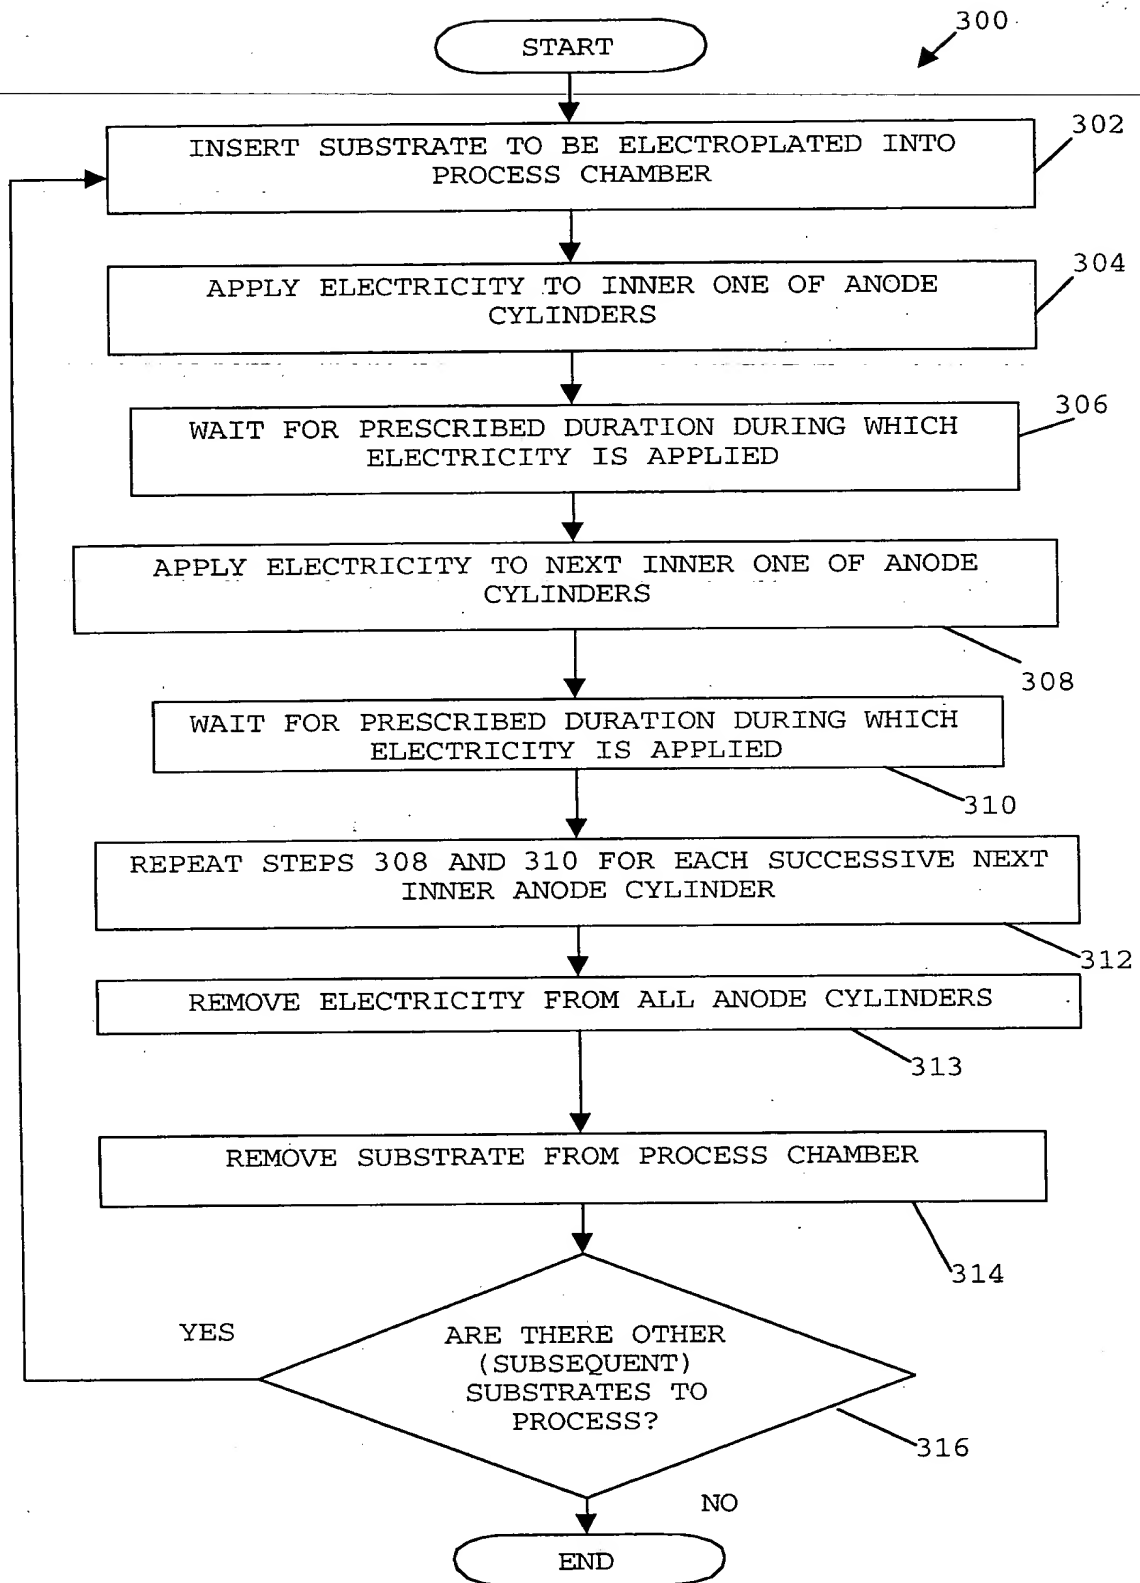 300
START
302
INSERT SUBSTRATE TO BE ELECTROPLATED INTO
PROCESS CHAMBER
304
APPLY ELECTRICITY TO INNER ONE OF ANODE
CYLINDERS
306
WAIT FOR PRESCRIBED DURATION DURING WHICH
ELECTRICITY IS APPLIED
APPLY ELECTRICITY TO NEXT INNER ONE OF ANODE
CYLINDERS
308
WAIT FOR PRESCRIBED DURATION DURING WHICH
ELECTRICITY IS APPLIED
310
REPEAT STEPS 308 AND 310 FOR EACH SUCCESSIVE NEXT
INNER ANODE CYLINDER
312
REMOVE ELECTRICITY FROM ALL ANODE CYLINDERS
313
REMOVE SUBSTRATE FROM PROCESS CHAMBER
314
YES
ARE THERE OTHER
(SUBSEQUENT)
SUBSTRATES TO
PROCESS?
316
NO
END